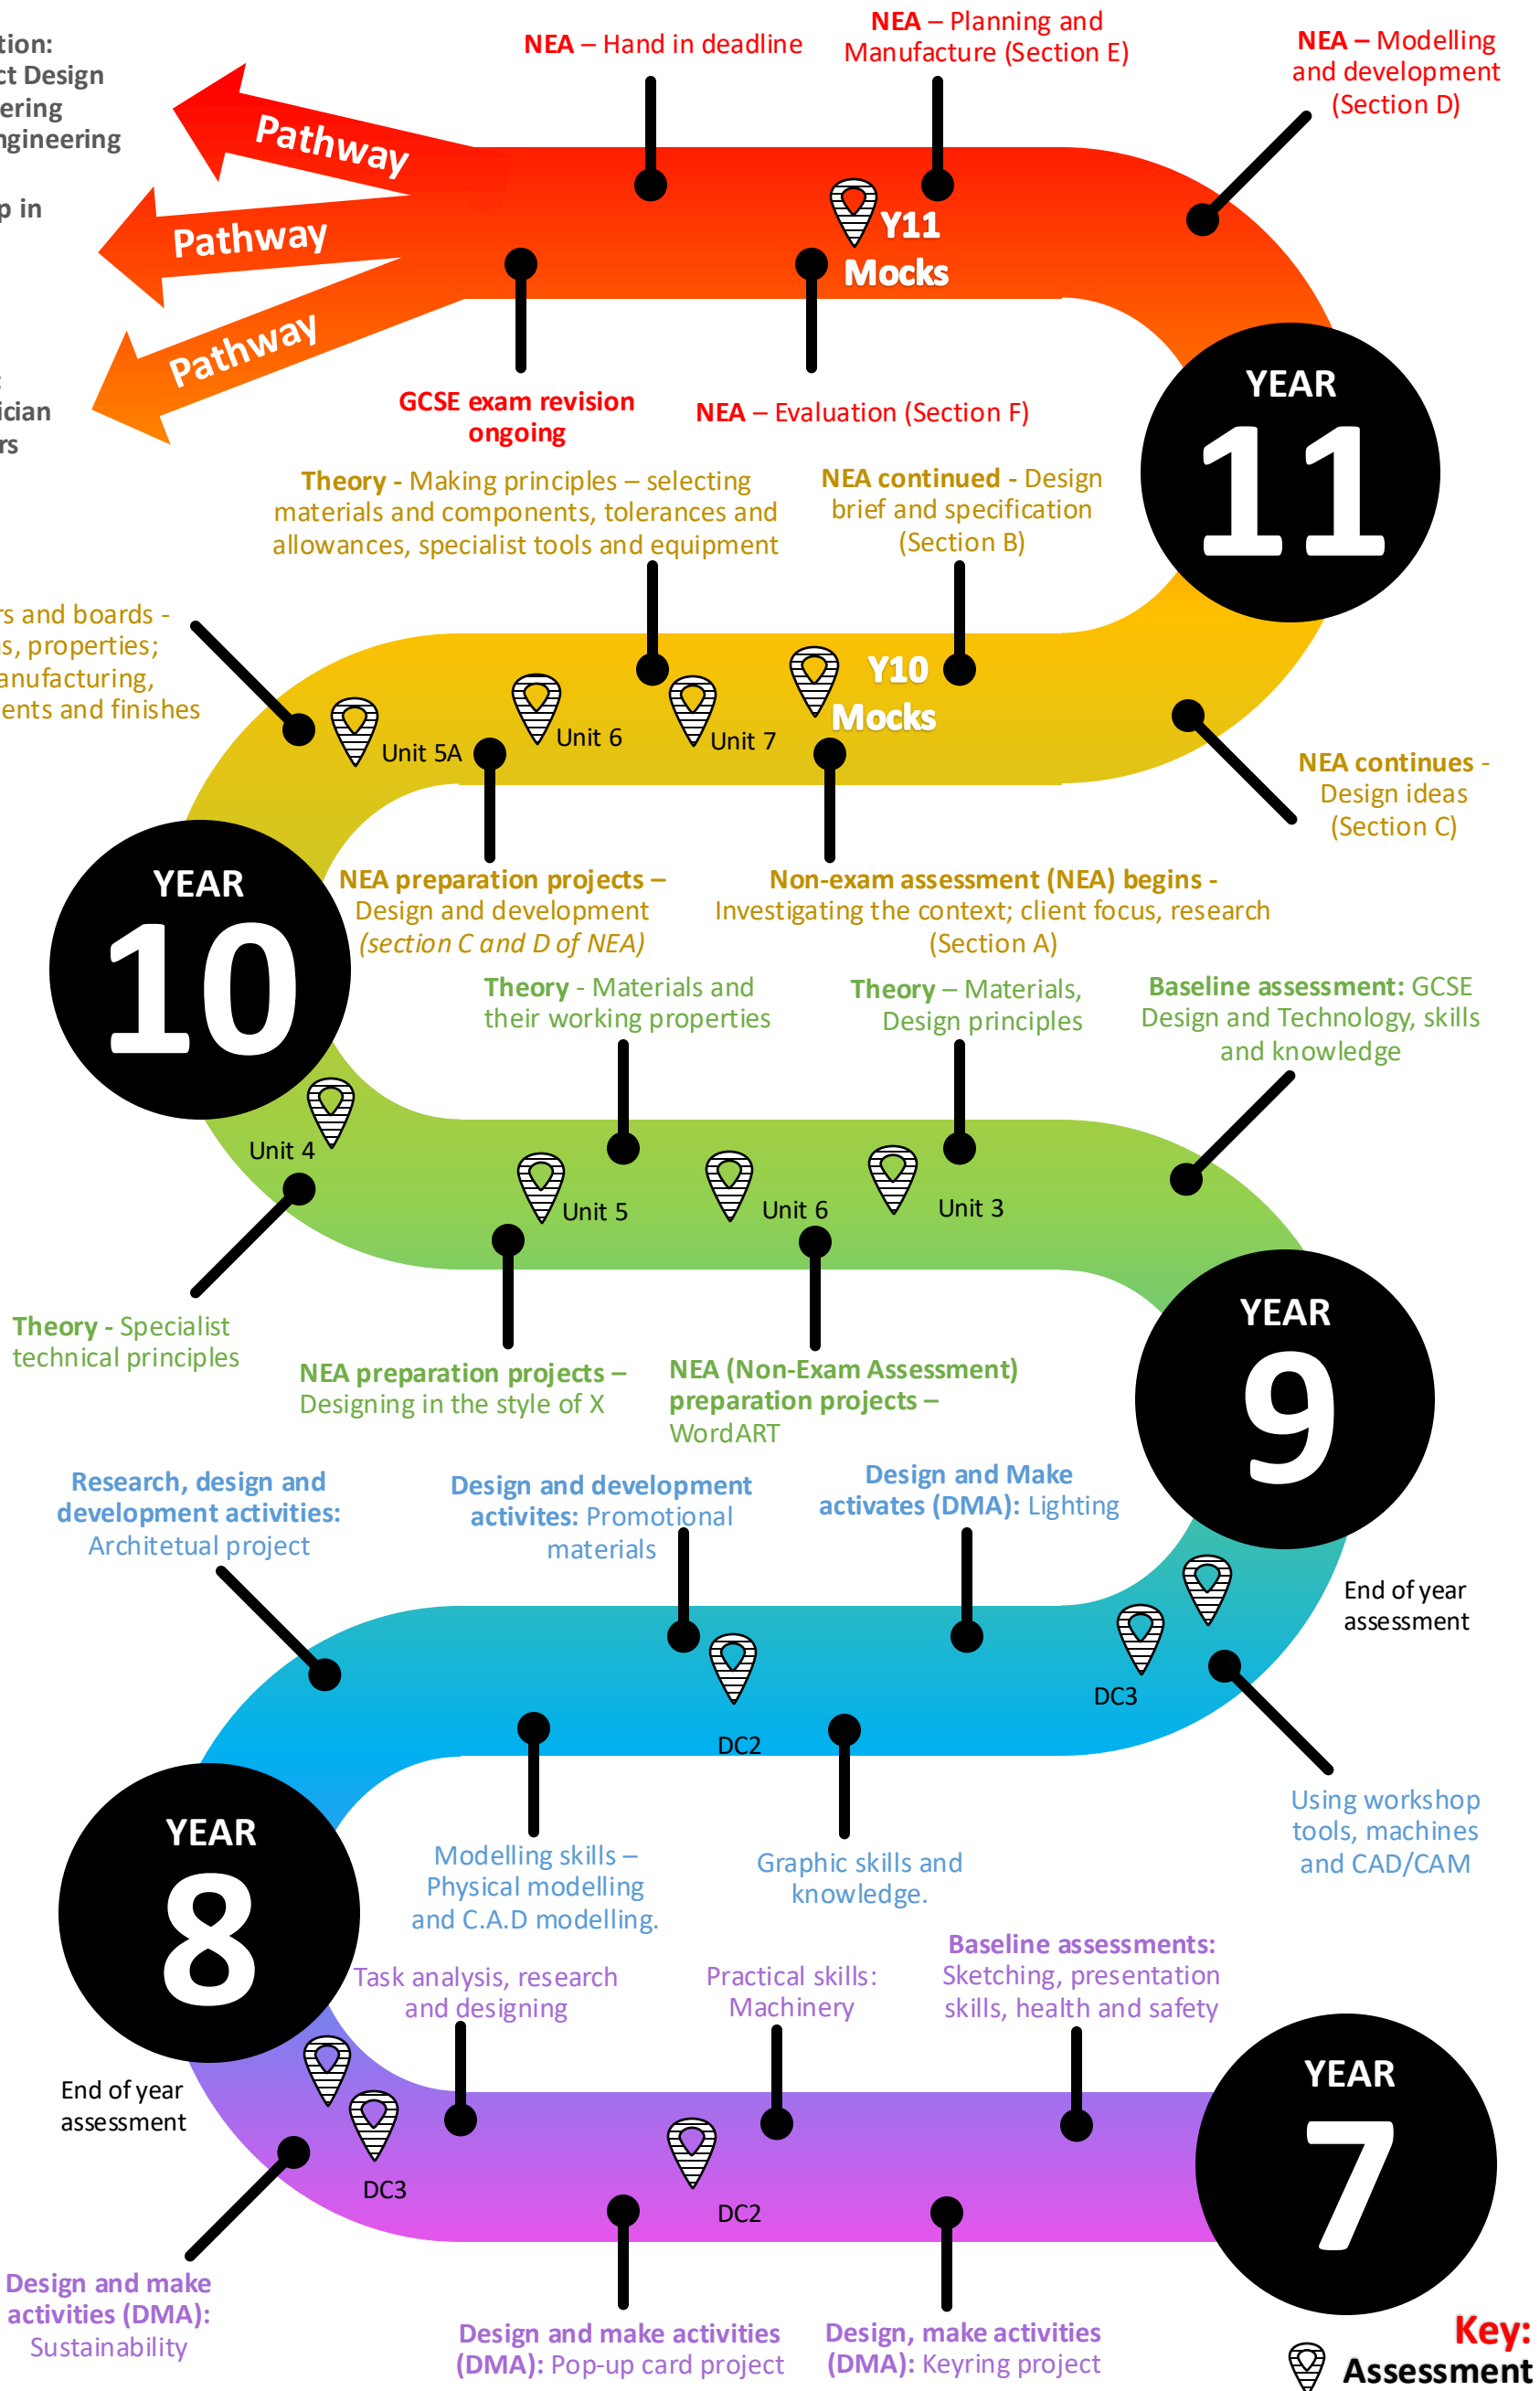 tion:
ct Design
ering
ngineering
p in
:
ician
rs
NEA – Hand in deadline
NEA – Planning and
Manufacture (Section E)
NEA – Modelling
and development
(Section D)
Pathway
Pathway
Pathway
Y11
Mocks
GCSE exam revision
ongoing
NEA – Evaluation (Section F)
YEAR
11
Theory - Making principles – selecting
materials and components, tolerances and
allowances, specialist tools and equipment
NEA continued - Design
brief and specification
(Section B)
rs and boards -
s, properties;
anufacturing,
ents and finishes
Unit 5A
Unit 6
Unit 7
Y10
Mocks
NEA continues -
Design ideas
(Section C)
YEAR
10
NEA preparation projects –
Design and development
(section C and D of NEA)
Non-exam assessment (NEA) begins -
Investigating the context; client focus, research
(Section A)
Theory - Materials and
their working properties
Theory – Materials,
Design principles
Baseline assessment: GCSE
Design and Technology, skills
and knowledge
Unit 4
Unit 5
Unit 6
Unit 3
Theory - Specialist
technical principles
NEA preparation projects –
Designing in the style of X
NEA (Non-Exam Assessment)
preparation projects –
WordART
YEAR
9
Research, design and
development activities:
Architetual project
Design and development
activites: Promotional
materials
Design and Make
activates (DMA): Lighting
End of year
assessment
DC3
DC2
Using workshop
tools, machines
and CAD/CAM
YEAR
8
Modelling skills –
Physical modelling
and C.A.D modelling.
Graphic skills and
knowledge.
Task analysis, research
and designing
Practical skills:
Machinery
Baseline assessments:
Sketching, presentation
skills, health and safety
YEAR
7
End of year
assessment
DC3
DC2
Design and make
activities (DMA):
Sustainability
Design and make activities
(DMA): Pop-up card project
Design, make activities
(DMA): Keyring project
Key:
Assessment